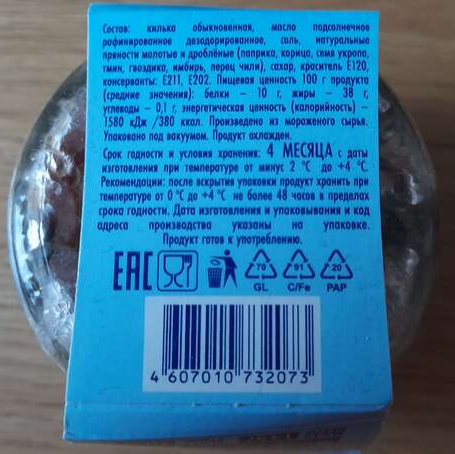 Состав: килька обыкновенная, масло подсолнечное
рафинированное дезодорированное, соль, натуральные
пряности молотые и дроблёные (паприка, корица, семя укропа,
тмин, гвоздика, имбирь, перец чили), сахар, краситель Е120,
консерванты: Е211, Е202. Пищевая ценность 100 г продукта
(средние значения): белки – 10 г, жиры – 38 г,
углеводы – 0,1 г, энергетическая ценность (калорийность) –
1580 кДж /380 ккал. Произведено из мороженого сырья.
Упаковано под вакуумом. Продукт охлажден.
Срок годности и условия хранения: 4 МЕСЯЦА с даты
изготовления при температуре от минус 2 °С до +4 °С.
Рекомендации: после вскрытия упаковки продукт хранить при
температуре от 0 °С до +4 °С не более 48 часов в пределах
срока годности. Дата изготовления и упаковывания и код
адреса производства указаны на упаковке.
Продукт готов к употреблению.
ЕАС
70 91 20
GL C/Fe PAP
4 607010 732073